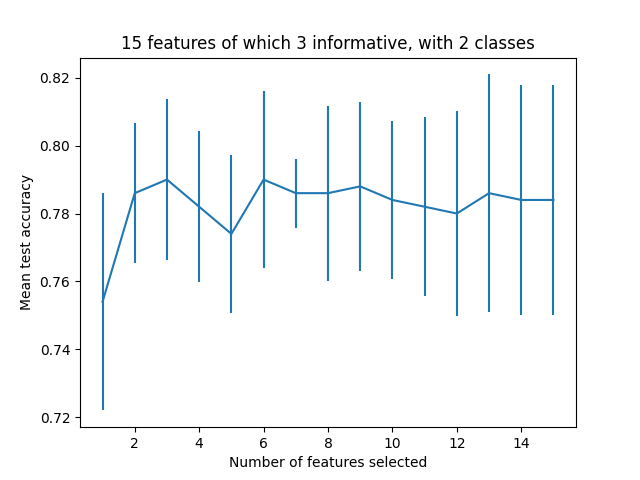 15 features of which 3 informative, with 2 classes
0.82
0.80
0.78
0.76
0.74
0.72
Mean test accuracy
2 4 6 8 10 12 14
Number of features selected